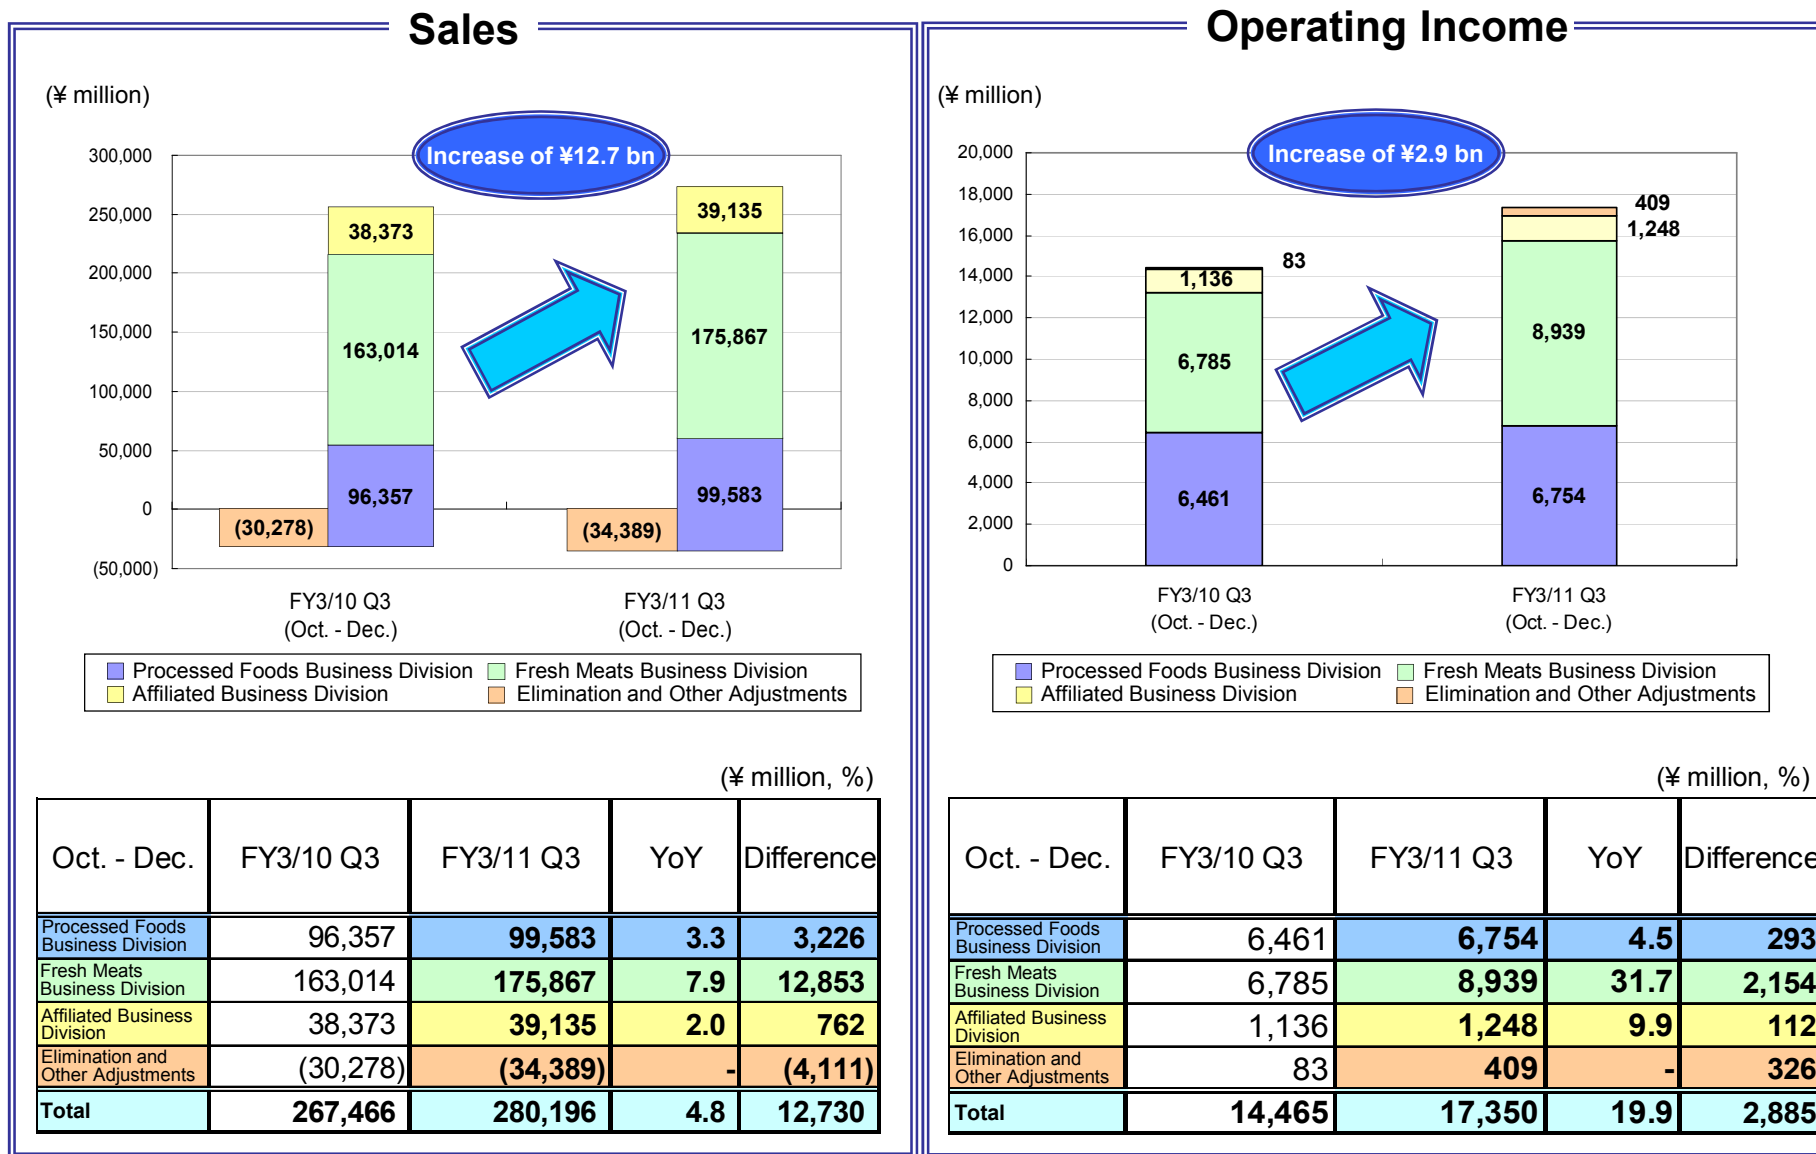 Sales
(¥ million)
Increase of ¥12.7 bn
300,000
250,000
200,000
150,000
100,000
50,000
0
(50,000)
38,373
163,014
96,357
(30,278)
39,135
175,867
99,583
(34,389)
FY3/10 Q3
(Oct. - Dec.)
FY3/11 Q3
(Oct. - Dec.)
Processed Foods Business Division
Fresh Meats Business Division
Affiliated Business Division
Elimination and Other Adjustments
(¥ million, %)
Oct. - Dec. FY3/10 Q3 FY3/11 Q3 YoY Difference
Processed Foods
Business Division 96,357 99,583 3.3 3,226
Fresh Meats
Business Division 163,014 175,867 7.9 12,853
Affiliated Business
Division 38,373 39,135 2.0 762
Elimination and
Other Adjustments (30,278) (34,389) - (4,111)
Total 267,466 280,196 4.8 12,730
Operating Income
(¥ million)
Increase of ¥2.9 bn
20,000
18,000
16,000
14,000
12,000
10,000
8,000
6,000
4,000
2,000
0
83
1,136
6,785
6,461
409
1,248
8,939
6,754
FY3/10 Q3
(Oct. - Dec.)
FY3/11 Q3
(Oct. - Dec.)
Processed Foods Business Division
Fresh Meats Business Division
Affiliated Business Division
Elimination and Other Adjustments
(¥ million, %)
Oct. - Dec. FY3/10 Q3 FY3/11 Q3 YoY Difference
Processed Foods
Business Division 6,461 6,754 4.5 293
Fresh Meats
Business Division 6,785 8,939 31.7 2,154
Affiliated Business
Division 1,136 1,248 9.9 112
Elimination and
Other Adjustments 83 409 - 326
Total 14,465 17,350 19.9 2,885